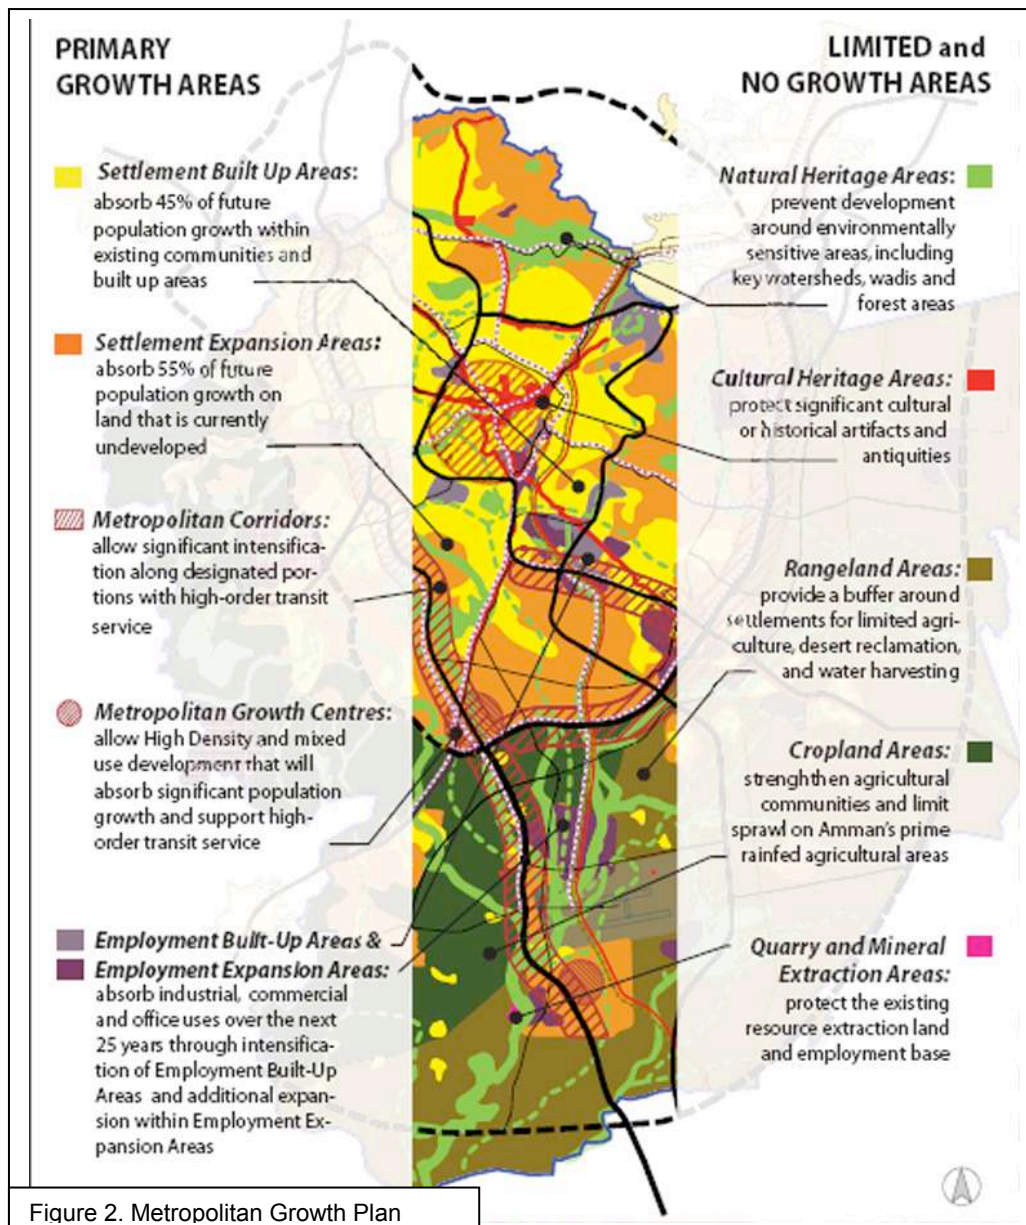 PRIMARY
GROWTH AREAS
Settlement Built Up Areas:
absorb 45% of future
population growth within
existing communities and
built up areas
Settlement Expansion Areas:
absorb 55% of future
population growth on
land that is currently
undeveloped
Metropolitan Corridors:
allow significant intensifica-
tion along designated por-
tions with high-order transit
service
Metropolitan Growth Centres:
allow High Density and mixed
use development that will
absorb significant population
growth and support high-
order transit service
Employment Built-Up Areas &
Employment Expansion Areas:
absorb industrial, commercial
and office uses over the next
25 years through intensifica-
tion of Employment Built-Up
Areas and additional expan-
sion within Employment Ex-
pansion Areas
LIMITED and
NO GROWTH AREAS
Natural Heritage Areas:
prevent development
around environmentally
sensitive areas, including
key watersheds, wadis and
forest areas
Cultural Heritage Areas:
protect significant cultural
or historical artifacts and
antiquities
Rangeland Areas:
provide a buffer around
settlements for limited agri-
culture, desert reclamation,
and water harvesting
Cropland Areas:
strenghten agricultural
communities and limit
sprawl on Amman's prime
rainfed agricultural areas
Quarry and Mineral
Extraction Areas:
protect the existing
resource extraction land
and employment base
Figure 2. Metropolitan Growth Plan